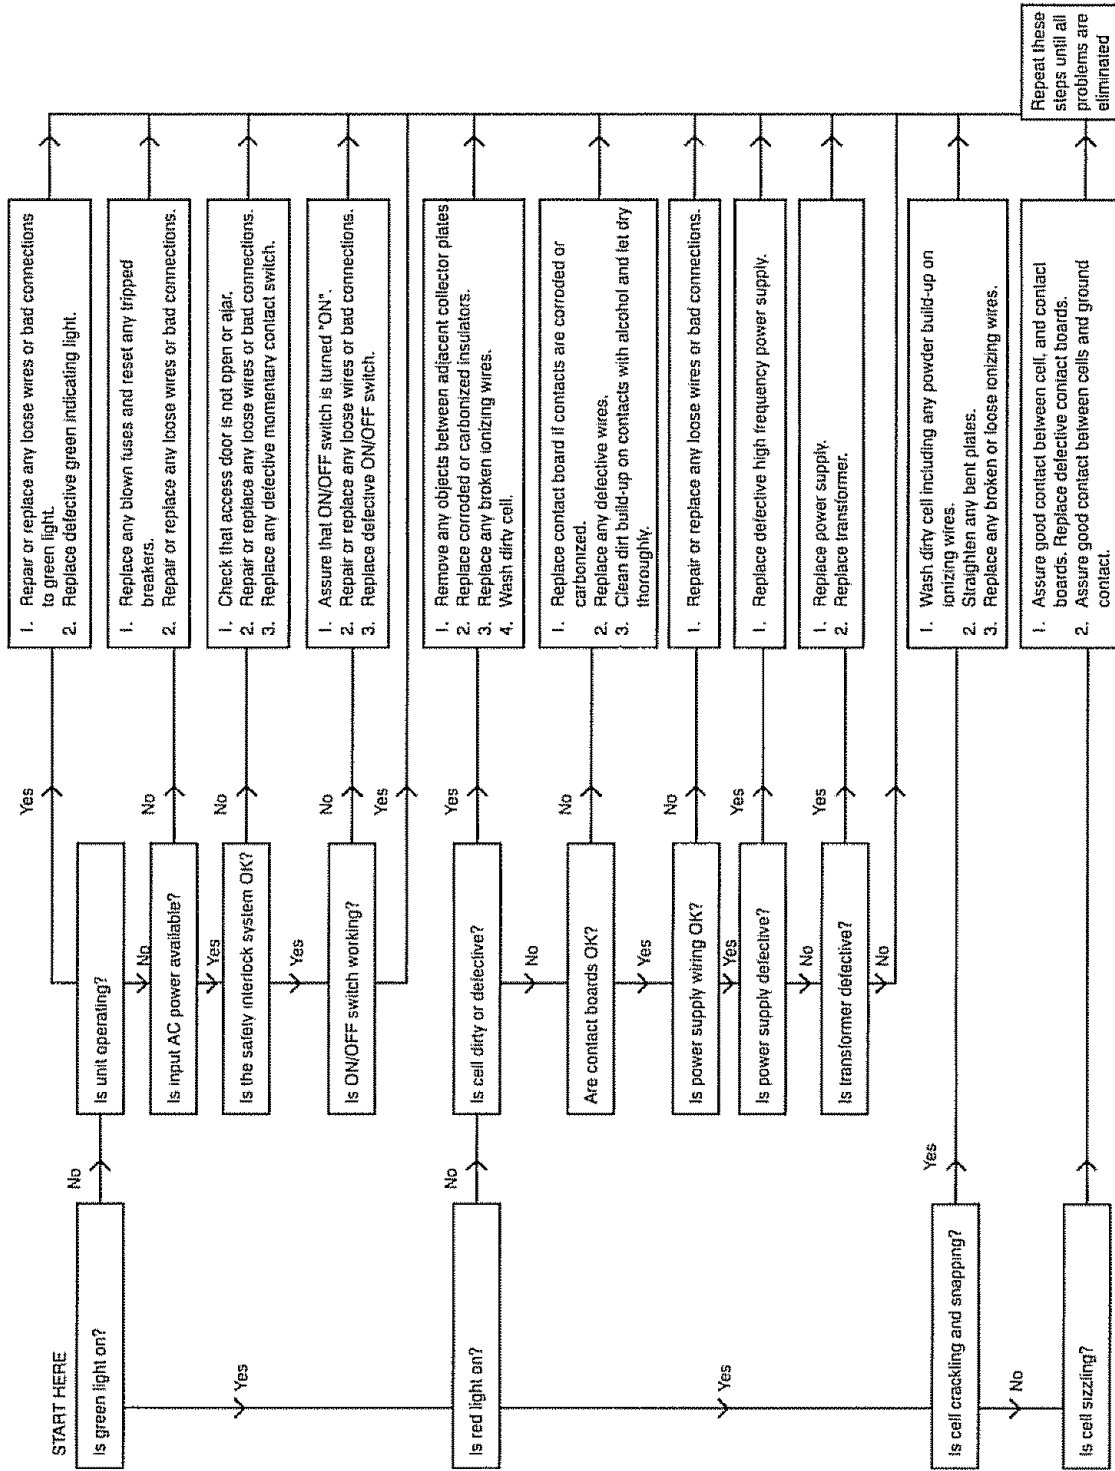 START HERE
Is green light on?
No
Yes
Is unit operating?
Yes
No
1. Repair or replace any loose wires or bad connections
to green light.
2. Replace defective green indicating light.
Is input AC power available?
No
Yes
1. Replace any blown fuses and reset any tripped
breakers.
2. Repair or replace any loose wires or bad connections.
Is the safety interlock system OK?
No
Yes
1. Check that access door is not open or ajar.
2. Repair or replace any loose wires or bad connections.
3. Replace any defective momentary contact switch.
Is ON/OFF switch working?
No
Yes
1. Assure that ON/OFF switch is turned "ON".
2. Repair or replace any loose wires or bad connections.
3. Replace defective ON/OFF switch.
Is red light on?
No
Yes
Is cell dirty or defective?
Yes
No
1. Remove any objects between adjacent collector plates
2. Replace corroded or carbonized insulators.
3. Replace any broken ionizing wires.
4. Wash dirty cell.
Are contact boards OK?
No
Yes
1. Replace contact board if contacts are corroded or
carbonized.
2. Replace any defective wires.
3. Clean dirt build-up on contacts with alcohol and let dry
thoroughly.
Is power supply wiring OK?
No
Yes
1. Repair or replace any loose wires or bad connections.
Is power supply defective?
Yes
No
1. Replace defective high frequency power supply.
Is transformer defective?
Yes
No
1. Replace power supply.
2. Replace transformer.
Is cell crackling and snapping?
Yes
No
1. Wash dirty cell including any powder build-up on
ionizing wires.
2. Straighten any bent plates.
3. Replace any broken or loose ionizing wires.
Is cell sizzling?
1. Assure good contact between cell, and contact
boards. Replace defective contact boards.
2. Assure good contact between cells and ground
contact.
Repeat these
steps until all
problems are
eliminated